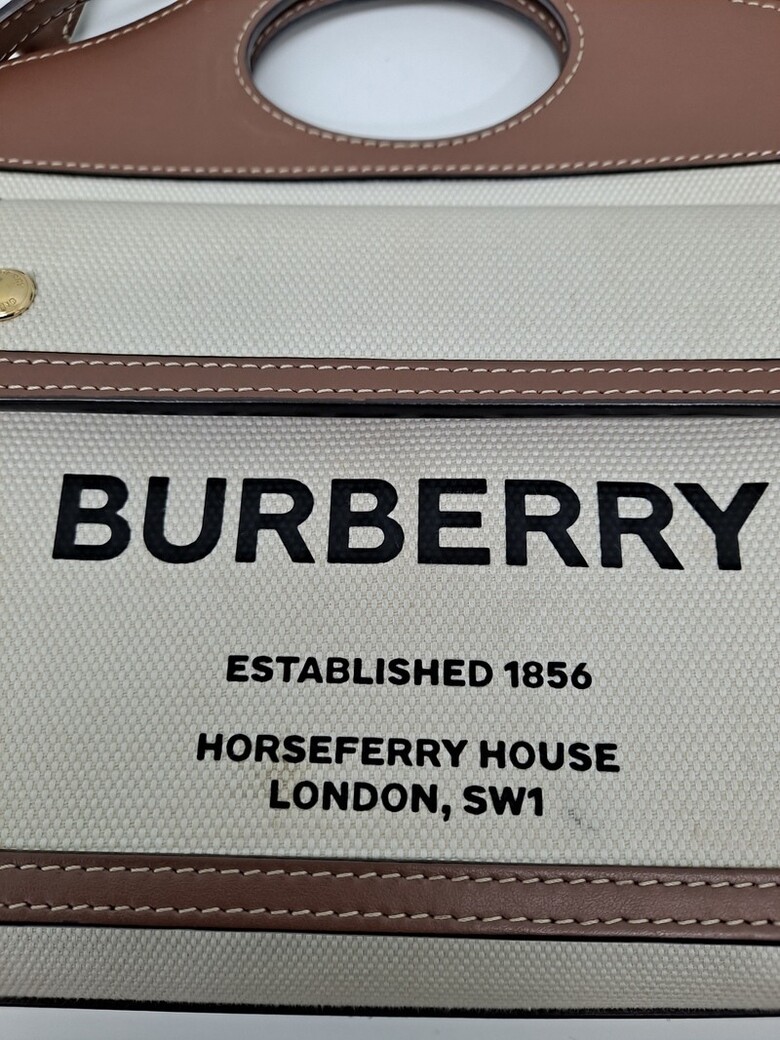 BURBERRY
ESTABLISHED 1856
HORSEFERRY HOUSE
LONDON, SW1